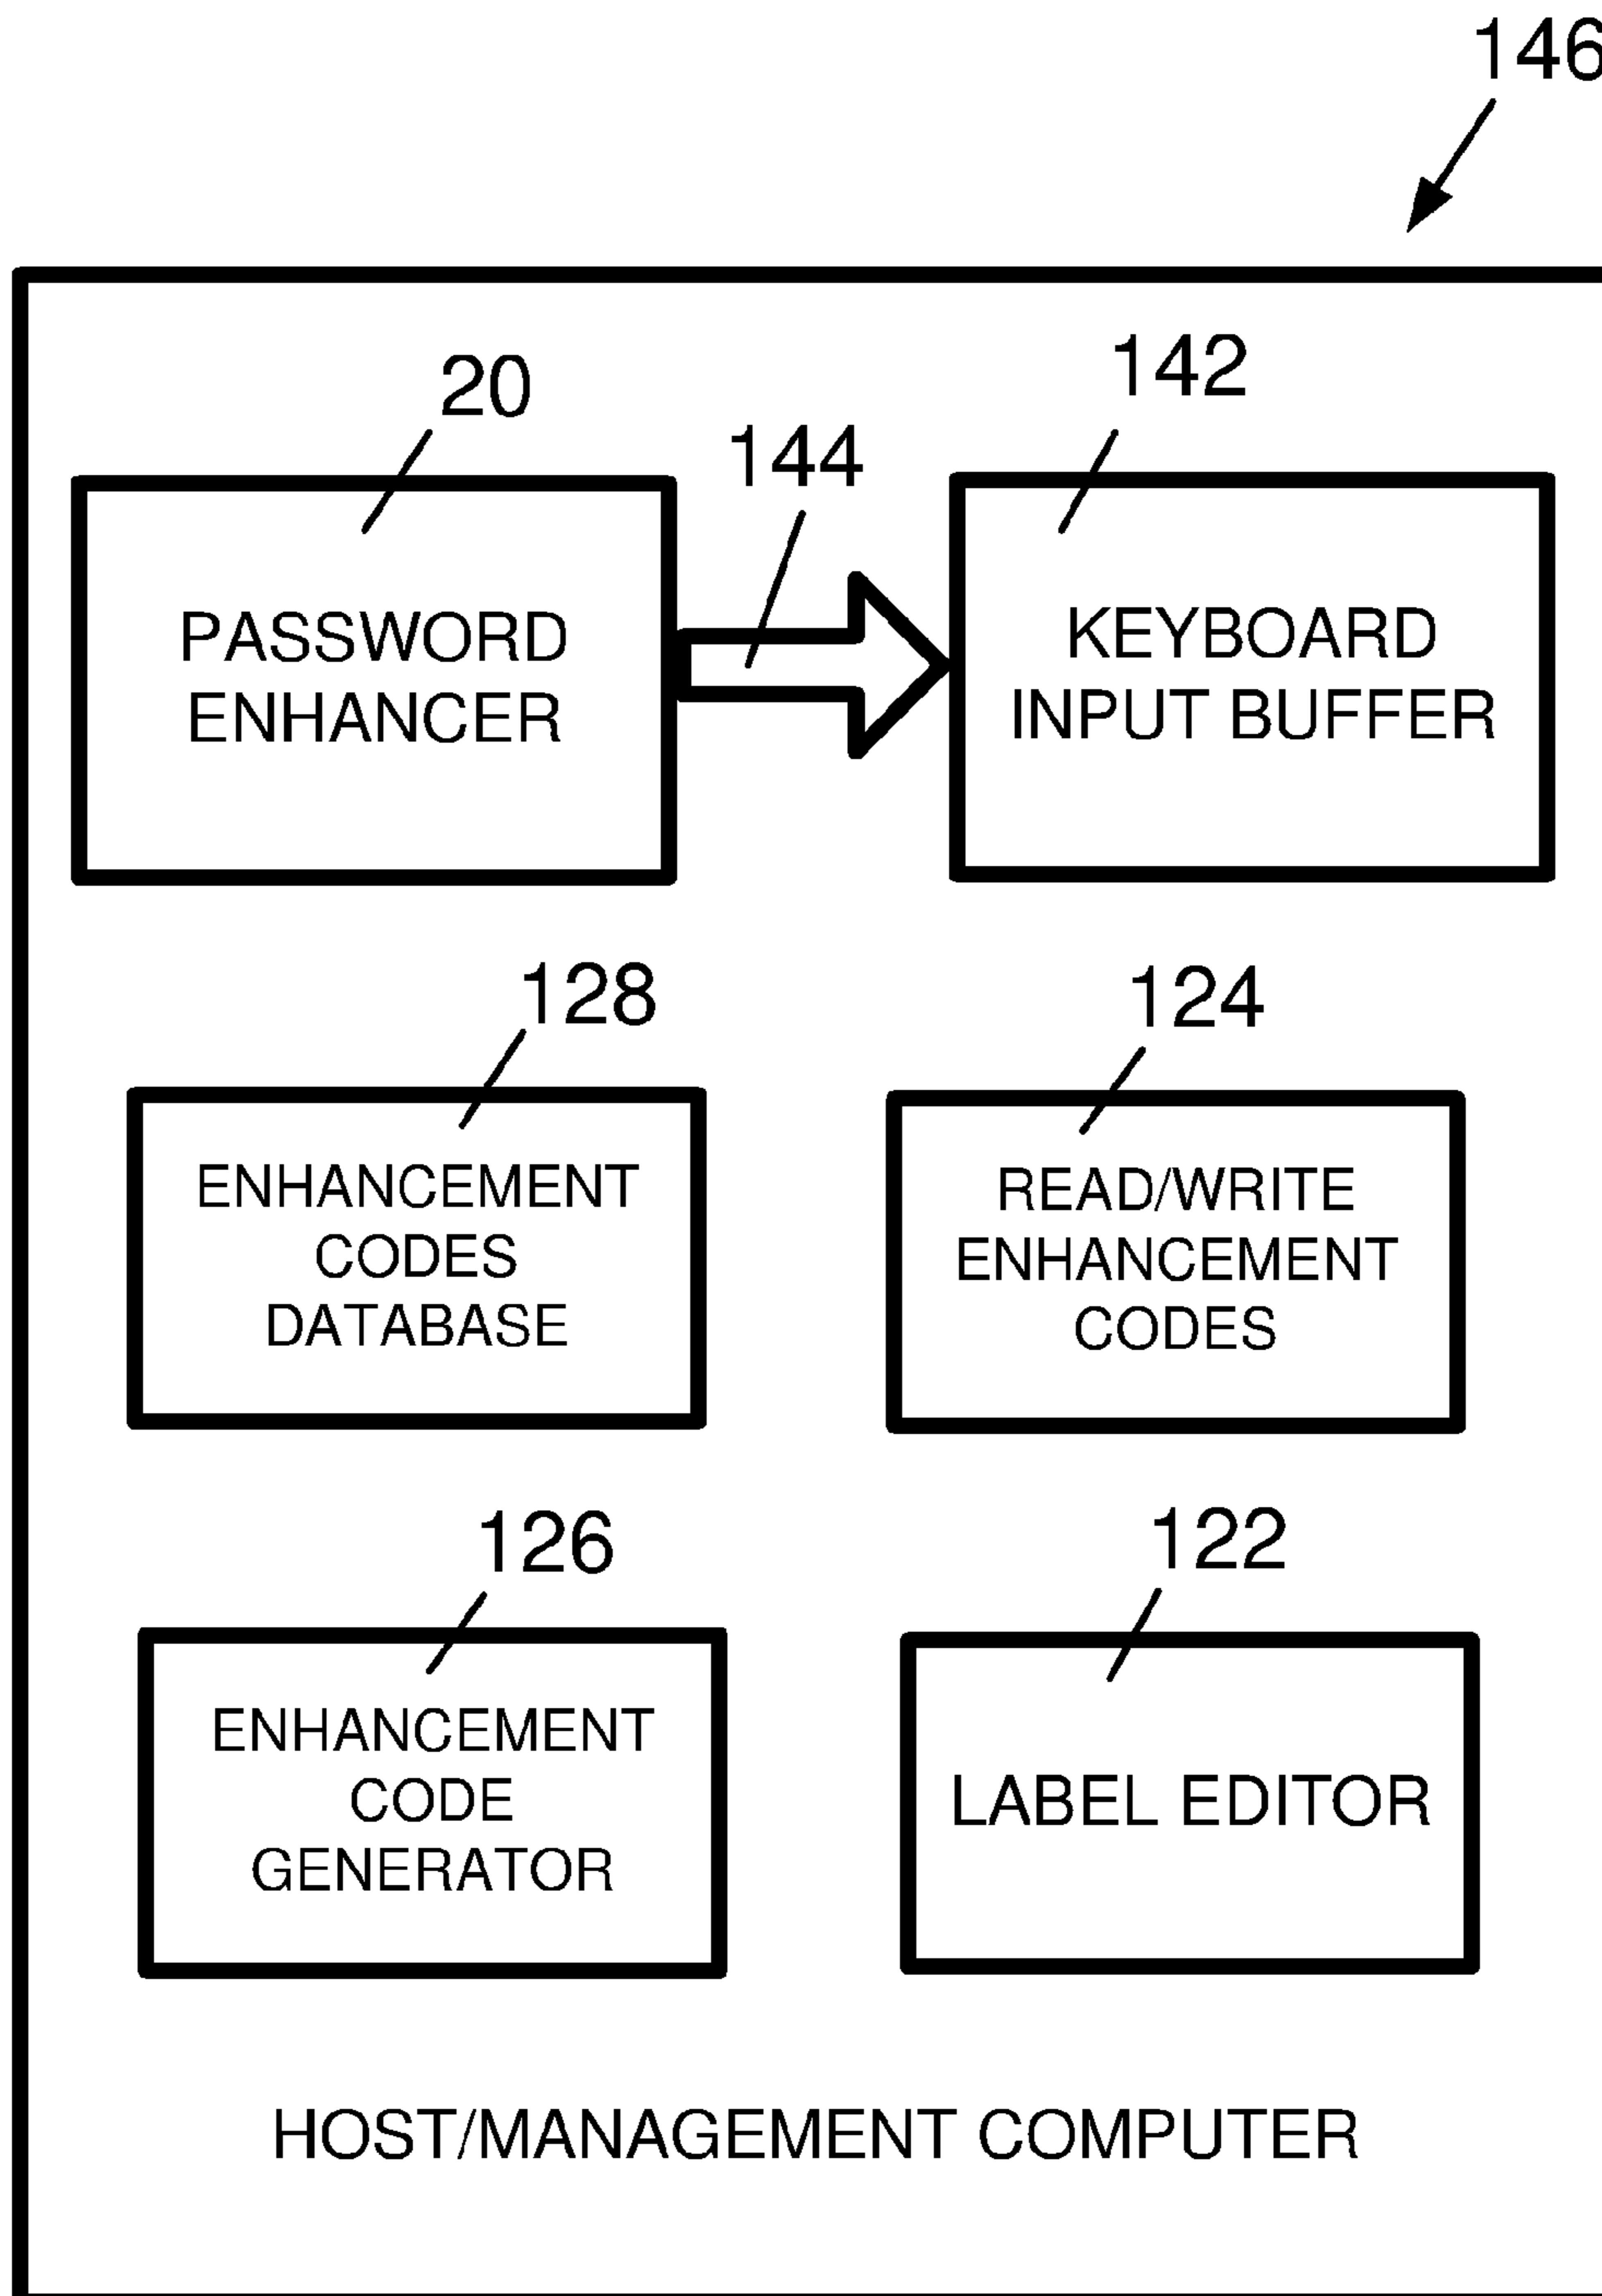 146
20
142
144
PASSWORD
ENHANCER
KEYBOARD
INPUT BUFFER
128
124
ENHANCEMENT
CODES
DATABASE
READ/WRITE
ENHANCEMENT
CODES
126
122
ENHANCEMENT
CODE
GENERATOR
LABEL EDITOR
HOST/MANAGEMENT COMPUTER